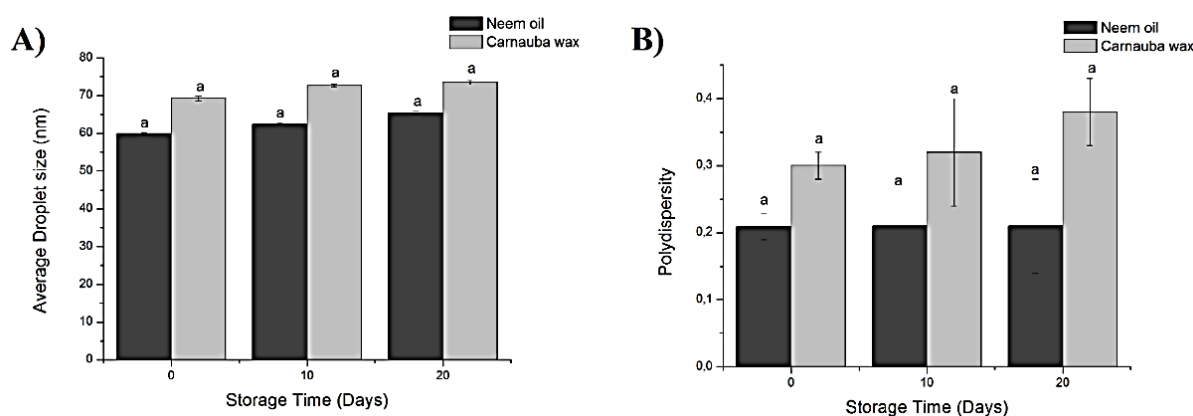 A)
Neem oil
Carnauba wax
80
70
60
50
40
30
20
10
0
Average Droplet size (nm)
a a a a a a
0 10 20
Storage Time (Days)
B)
Neem oil
Carnauba wax
0,4
0,3
0,2
0,1
0,0
Polydispersity
a a a a a a
0 10 20
Storage Time (Days)